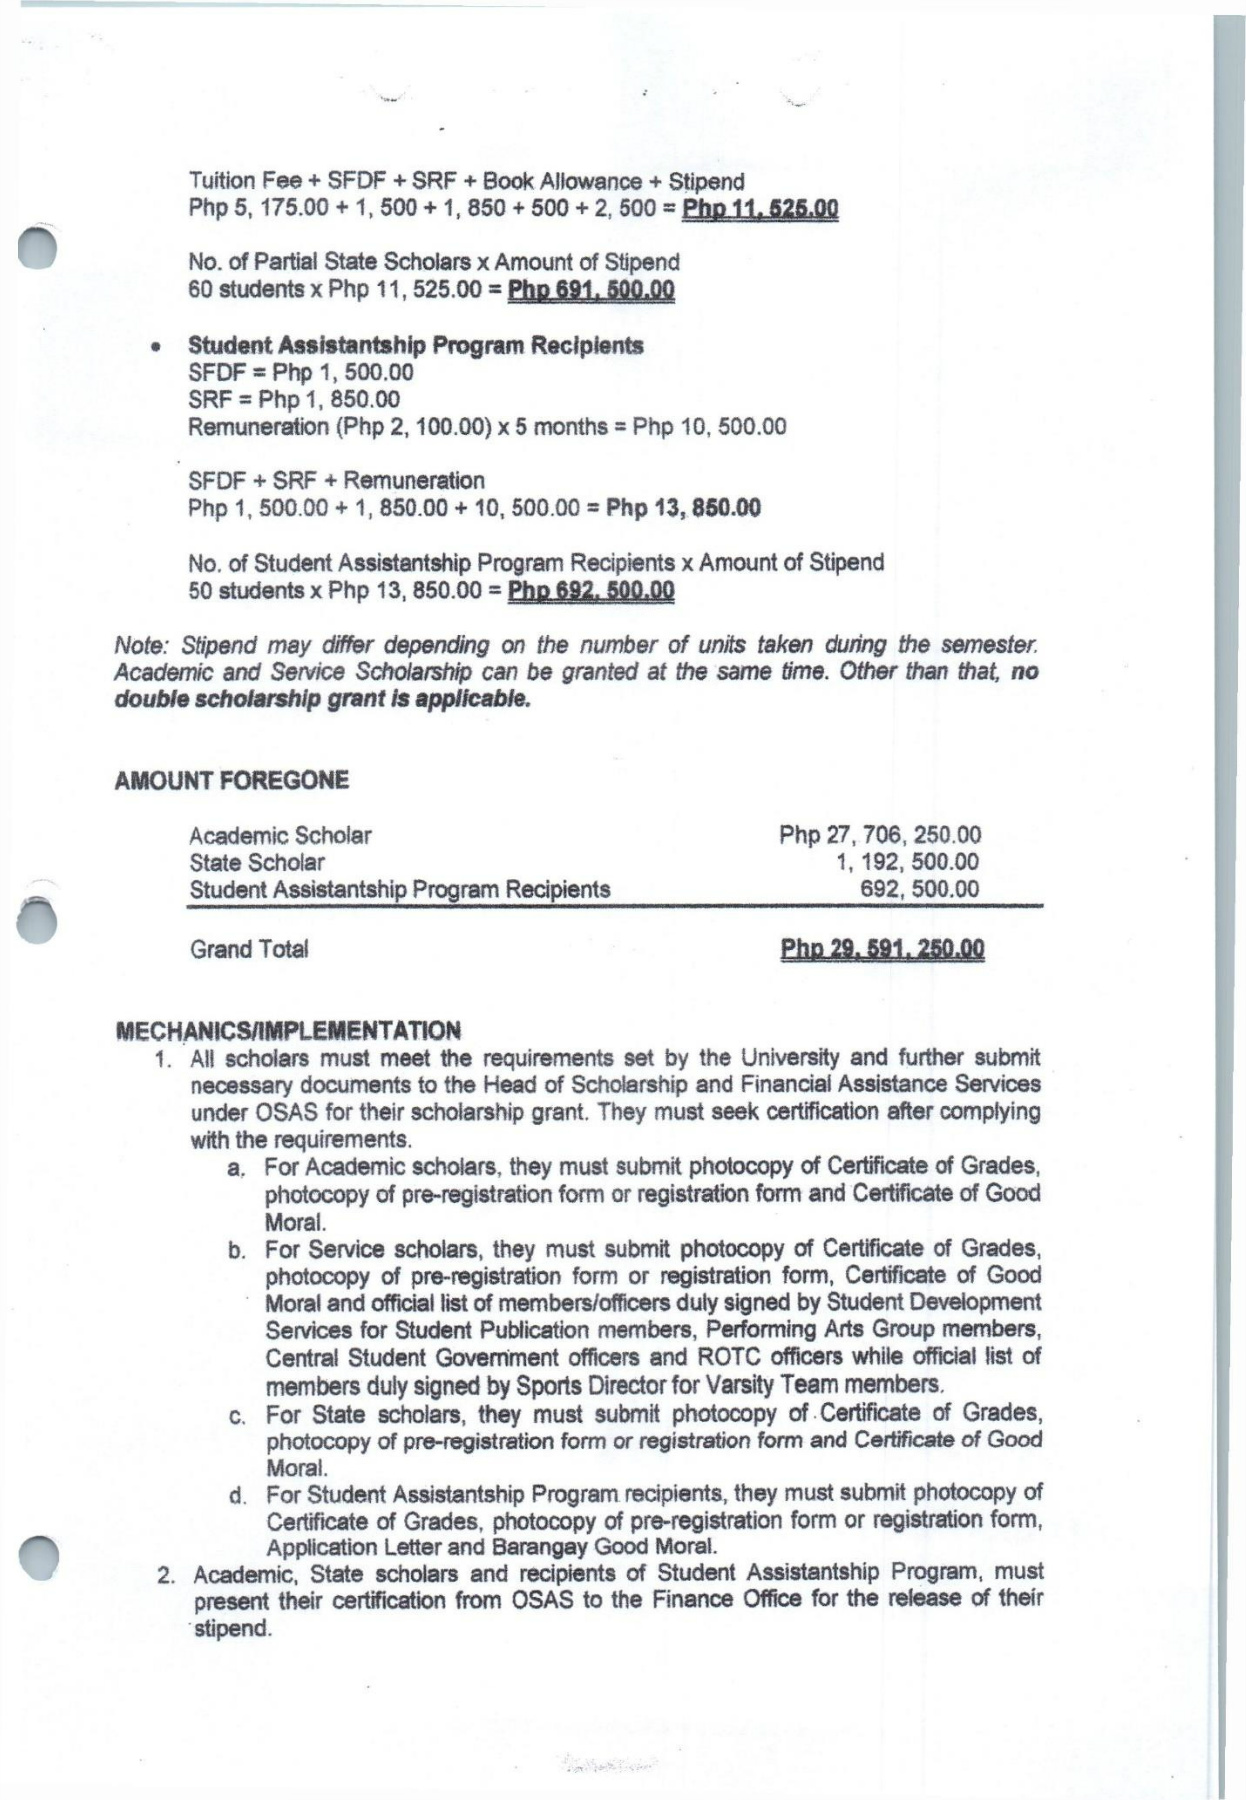 Tuition Fee + SFDF + SRF + Book Allowance + Stipend
Php 5, 175.00 + 1, 500 + 1, 850 + 500 + 2, 500 = Php 11, 525.00
No. of Partial State Scholars x Amount of Stipend
60 students x Php 11, 525.00 = Php 691, 500.00
• Student Assistantship Program Recipients
SFDF = Php 1, 500.00
SRF = Php 1, 850.00
Remuneration (Php 2, 100.00) x 5 months = Php 10, 500.00
SFDF + SRF + Remuneration
Php 1, 500.00 + 1, 850.00 + 10, 500.00 = Php 13, 850.00
No. of Student Assistantship Program Recipients x Amount of Stipend
50 students x Php 13, 850.00 = Php 692, 500.00
Note: Stipend may differ depending on the number of units taken during the semester.
Academic and Service Scholarship can be granted at the same time. Other than that, no
double scholarship grant is applicable.
AMOUNT FOREGONE
Academic Scholar Php 27, 706, 250.00
State Scholar 1, 192, 500.00
Student Assistantship Program Recipients 692, 500.00
Grand Total Php 29, 591, 250.00
MECHANICS/IMPLEMENTATION
1. All scholars must meet the requirements set by the University and further submit
necessary documents to the Head of Scholarship and Financial Assistance Services
under OSAS for their scholarship grant. They must seek certification after complying
with the requirements.
a. For Academic scholars, they must submit photocopy of Certificate of Grades,
photocopy of pre-registration form or registration form and Certificate of Good
Moral.
b. For Service scholars, they must submit photocopy of Certificate of Grades,
photocopy of pre-registration form or registration form, Certificate of Good
Moral and official list of members/officers duly signed by Student Development
Services for Student Publication members, Performing Arts Group members,
Central Student Government officers and ROTC officers while official list of
members duly signed by Sports Director for Varsity Team members.
c. For State scholars, they must submit photocopy of Certificate of Grades,
photocopy of pre-registration form or registration form and Certificate of Good
Moral.
d. For Student Assistantship Program recipients, they must submit photocopy of
Certificate of Grades, photocopy of pre-registration form or registration form,
Application Letter and Barangay Good Moral.
2. Academic, State scholars and recipients of Student Assistantship Program, must
present their certification from OSAS to the Finance Office for the release of their
stipend.